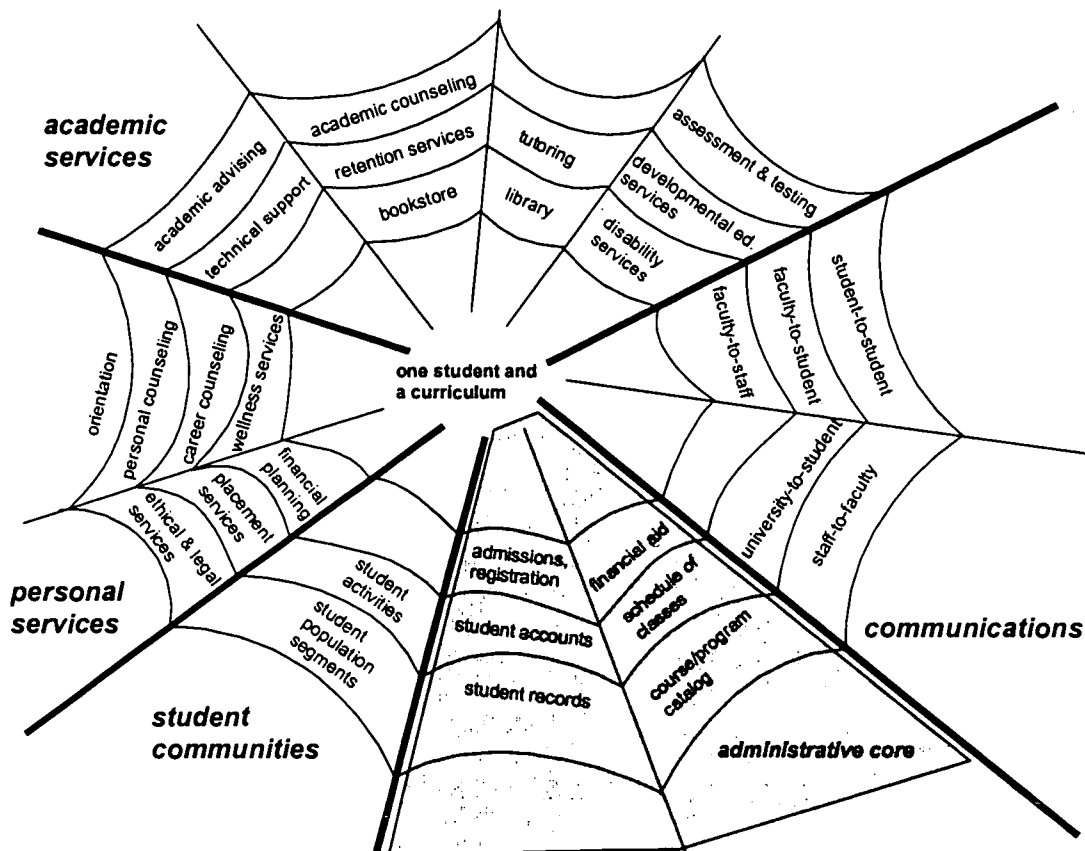 academic
services
academic advising
technical support
academic counseling
retention services
bookstore
tutoring
library
assessment & testing
developmental ed.
services
disability
services
faculty-to-staff
faculty-to-student
student-to-student
university-to-student
staff-to-faculty
communications
one student and
a curriculum
orientation
personal counseling
career counseling
wellness services
financial
planning
placement
services
ethical & legal
services
personal
services
student
activities
student
population
segments
student
communities
admissions,
registration
student accounts
student records
financial aid
schedule of
classes
course/program
catalog
administrative core